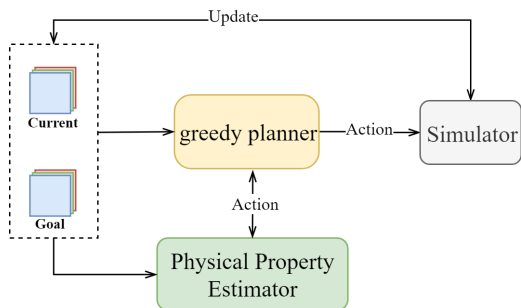 Update
Current
greedy planner
Action
Simulator
Goal
Action
Physical Property
Estimator